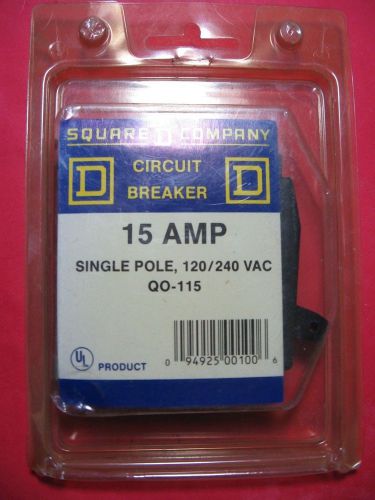 SQUARE D COMPANY
D CIRCUIT BREAKER D
15 AMP
SINGLE POLE, 120/240 VAC
QO-115
UL PRODUCT
0 94925 00100 6